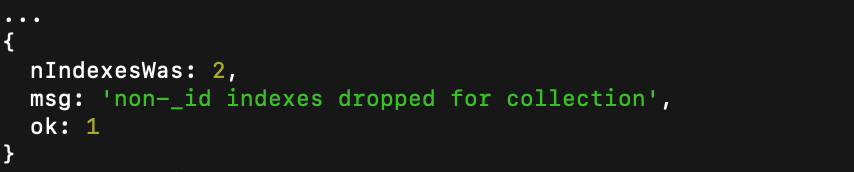 ...
{
  nIndexesWas: 2,
  msg: 'non-_id indexes dropped for collection',
  ok: 1
}